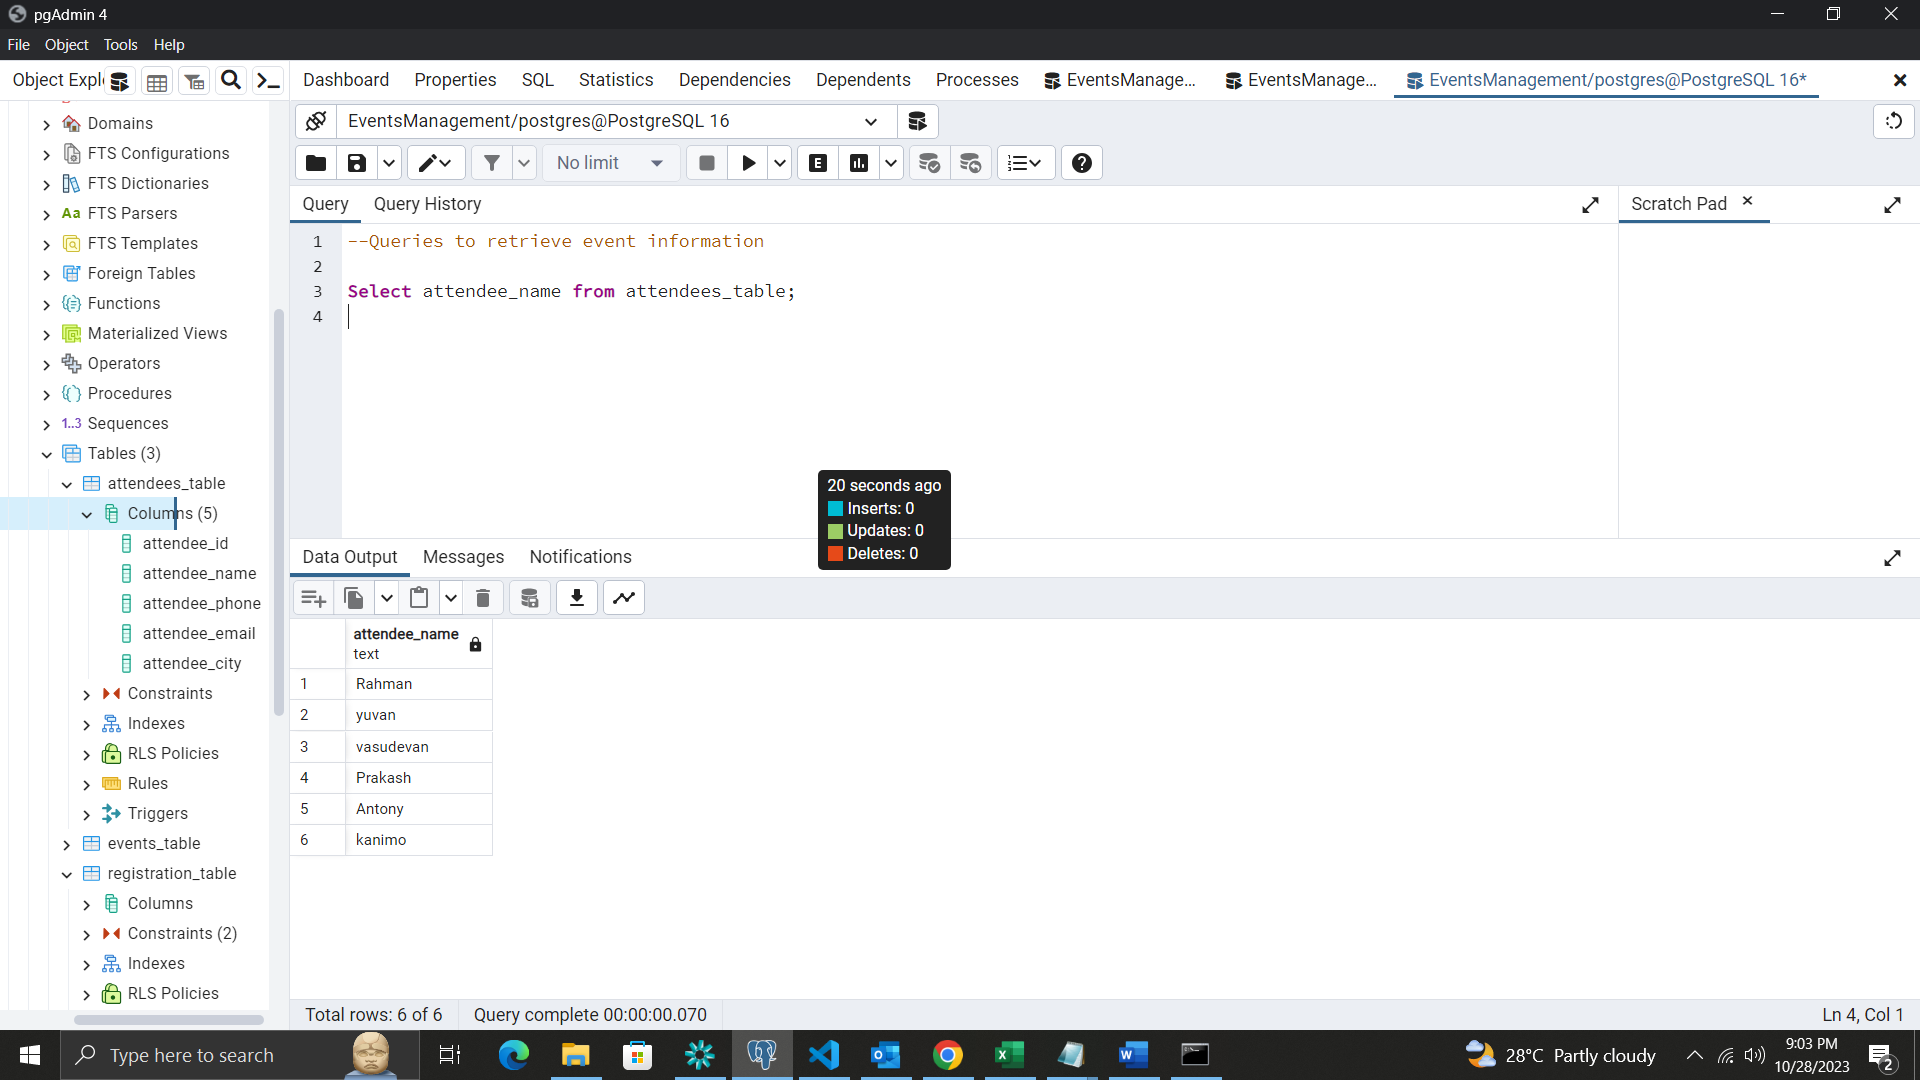 pgAdmin 4
File Object Tools Help
Object Expl
Dashboard Properties SQL Statistics Dependencies Dependents Processes EventsManage... EventsManage... EventsManagement/postgres@PostgreSQL 16*
EventsManagement/postgres@PostgreSQL 16
No limit
E
Query Query History
Scratch Pad
1 --Queries to retrieve event information
2
3 Select attendee_name from attendees_table;
4
Domains
FTS Configurations
FTS Dictionaries
Aa FTS Parsers
FTS Templates
Foreign Tables
Functions
Materialized Views
Operators
Procedures
1..3 Sequences
Tables (3)
attendees_table
Columns (5)
attendee_id
attendee_name
attendee_phone
attendee_email
attendee_city
Constraints
Indexes
RLS Policies
Rules
Triggers
events_table
registration_table
Columns
Constraints (2)
Indexes
RLS Policies
20 seconds ago
Inserts: 0
Updates: 0
Deletes: 0
Data Output Messages Notifications
attendee_name
text
1 Rahman
2 yuvan
3 vasudevan
4 Prakash
5 Antony
6 kanimo
Total rows: 6 of 6 Query complete 00:00:00.070 Ln 4, Col 1
Type here to search
28°C Partly cloudy
9:03 PM
10/28/2023
2